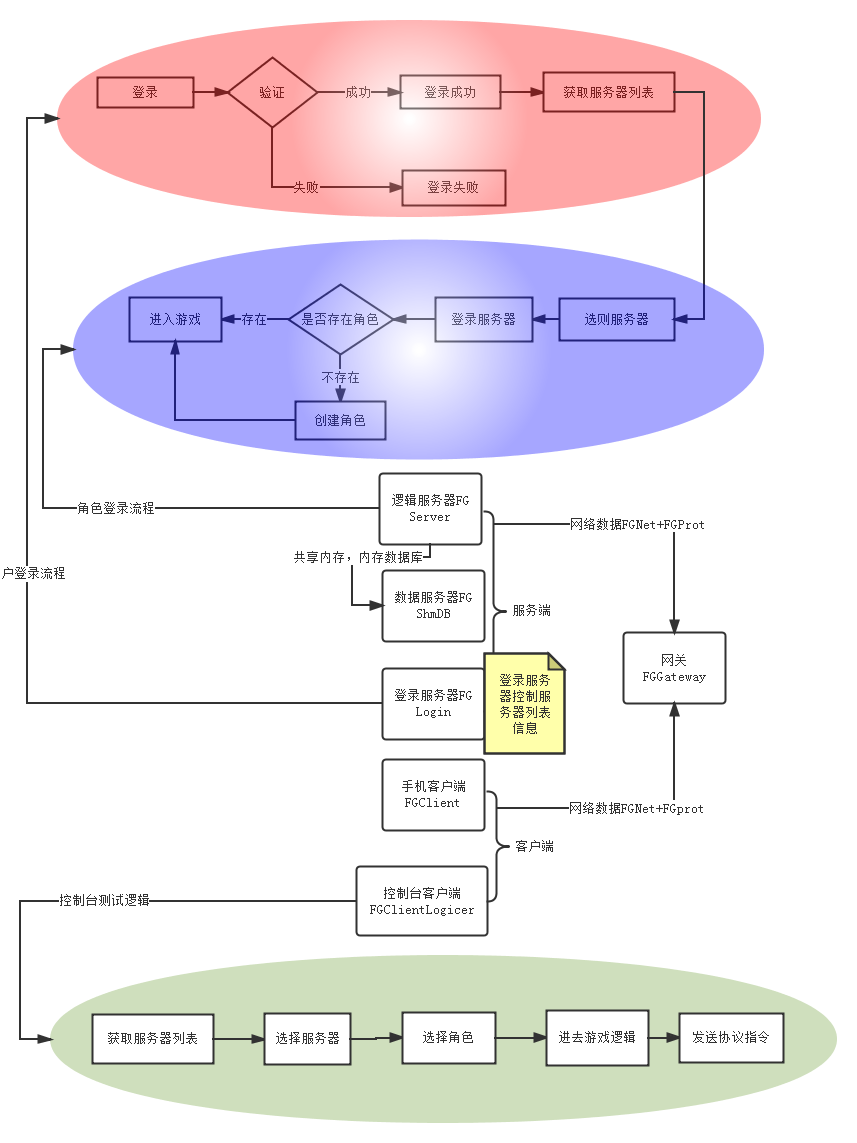 登录
验证
成功
登录成功
获取服务器列表
失败
登录失败
进入游戏
存在
是否存在角色
登录服务器
选则服务器
不存在
创建角色
角色登录流程
逻辑服务器FG
Server
网络数据FGNet+FGProt
共享内存，内存数据库
户登录流程
数据服务器FG
ShmDB
服务端
网关
FGGateway
登录服务器FG
Login
登录服务
器控制服
务器列表
信息
手机客户端
FGClient
网络数据FGNet+FGprot
客户端
控制台客户端
FGClientLogicer
控制台测试逻辑
获取服务器列表
选择服务器
选择角色
进去游戏逻辑
发送协议指令